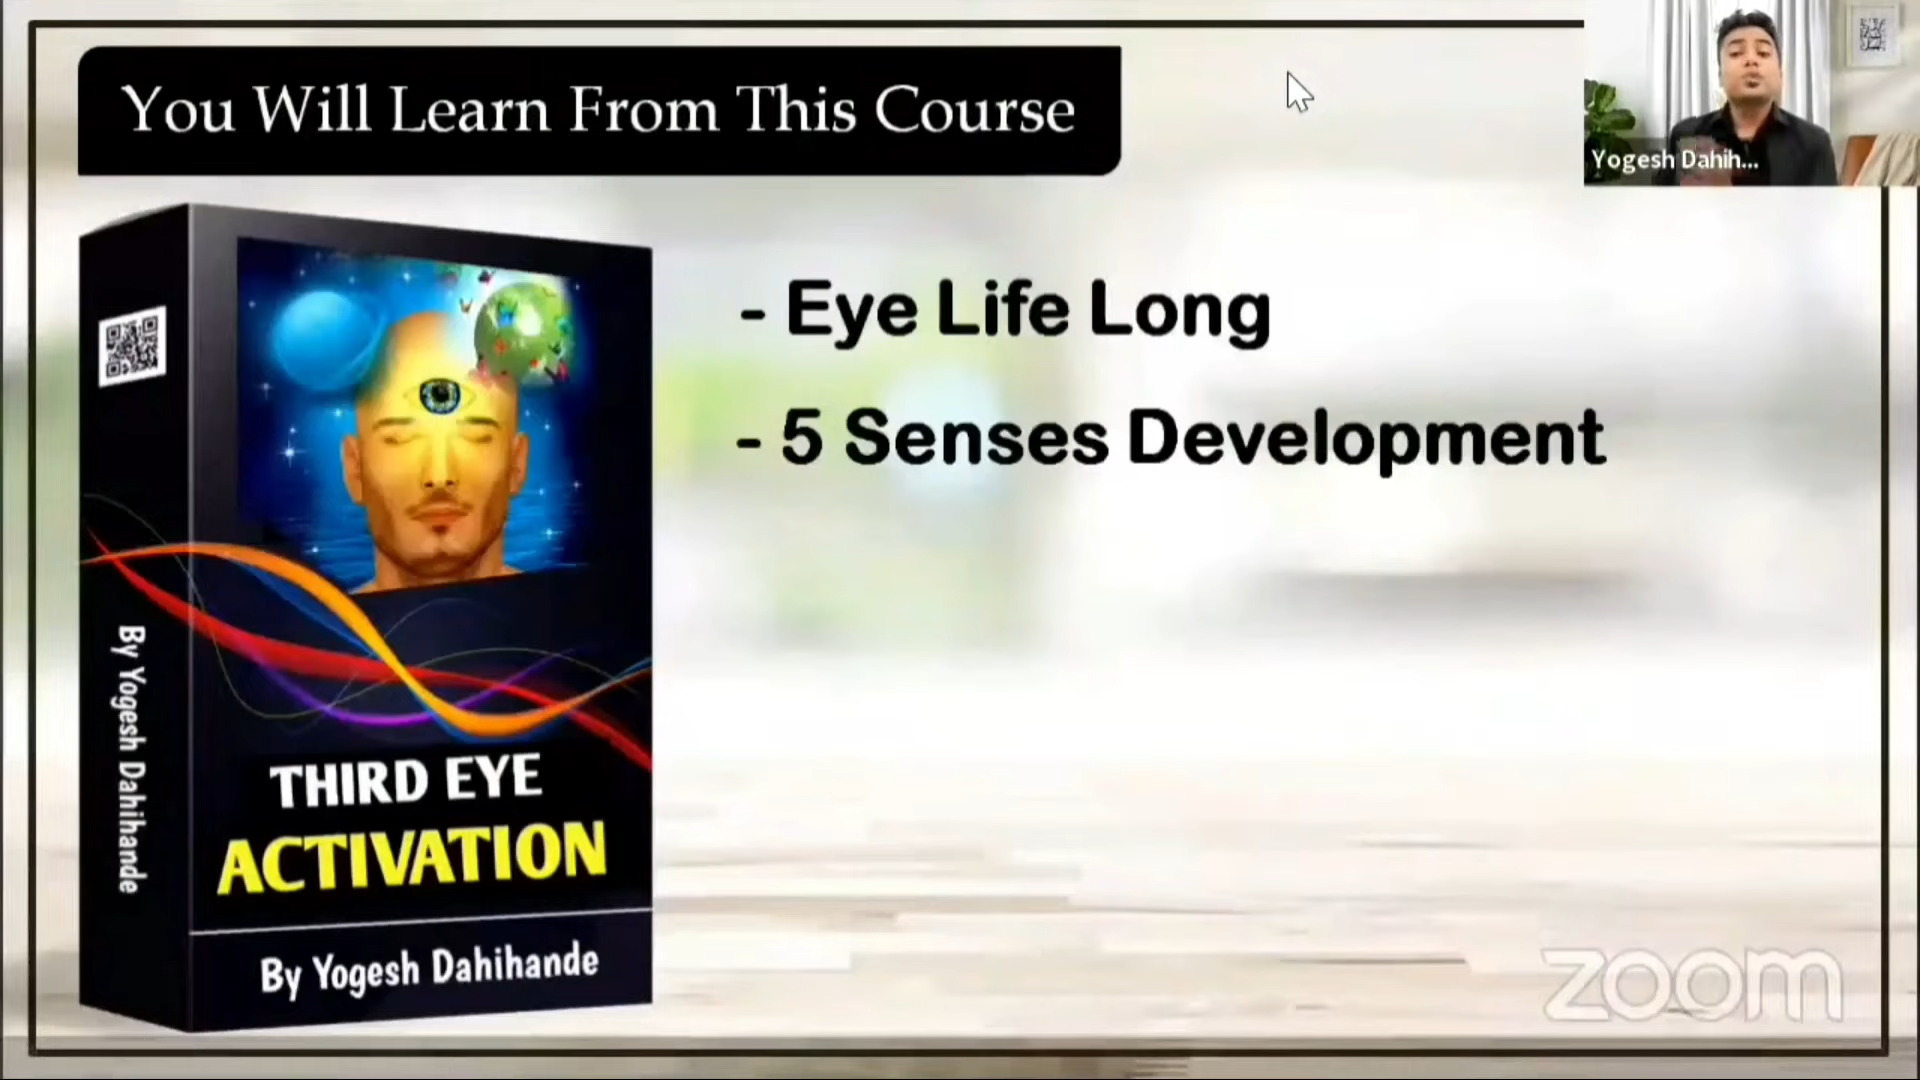 You Will Learn From This Course
Yogesh Dahih...
- Eye Life Long
- 5 Senses Development
By Yogesh Dahihande
THIRD EYE
ACTIVATION
By Yogesh Dahihande
zoom